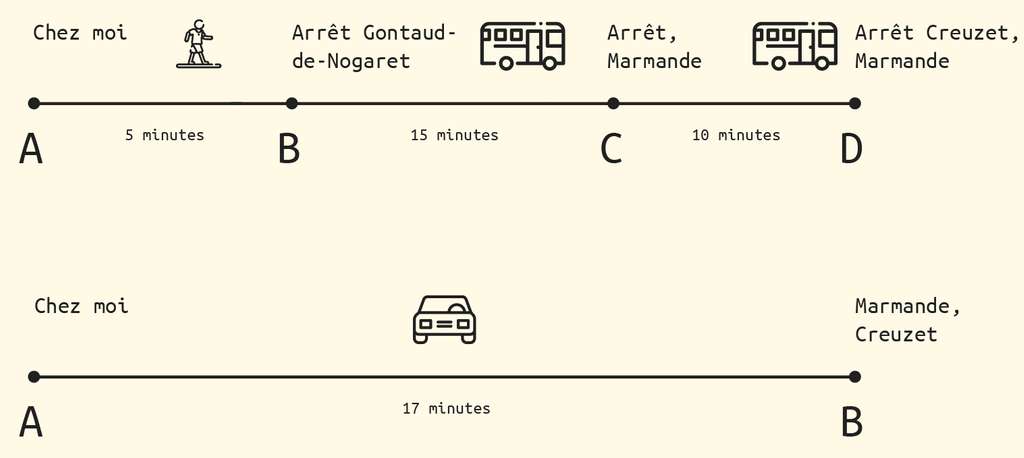 Chez moi
Arrêt Gontaud-
de-Nogaret
Arrêt,
Marmande
Arrêt Creuzet,
Marmande
5 minutes
15 minutes
10 minutes
A
B
C
D
Chez moi
Marmande,
Creuzet
17 minutes
A
B